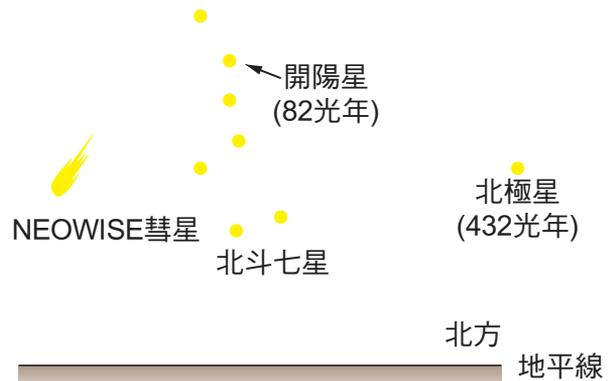 開陽星
(82光年)
北極星
(432光年)
NEOWISE彗星
北斗七星
北方
地平線